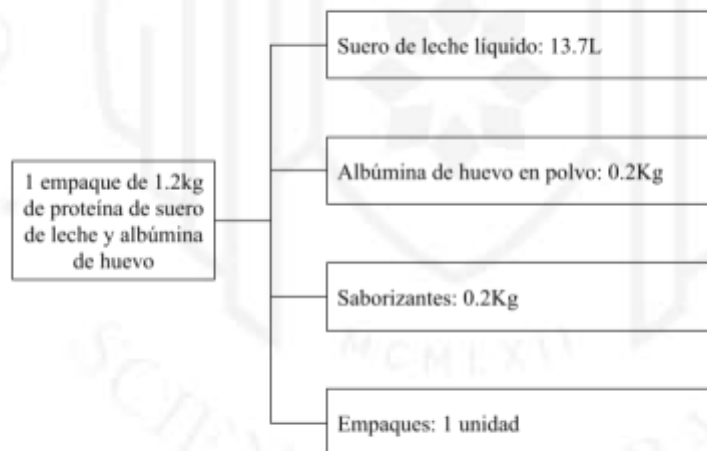 Suero de leche líquido: 13.7L
Albúmina de huevo en polvo: 0.2Kg
1 empaque de 1.2kg
de proteína de suero
de leche y albúmina
de huevo
Saborizantes: 0.2Kg
MCMLXII
Empaques: 1 unidad